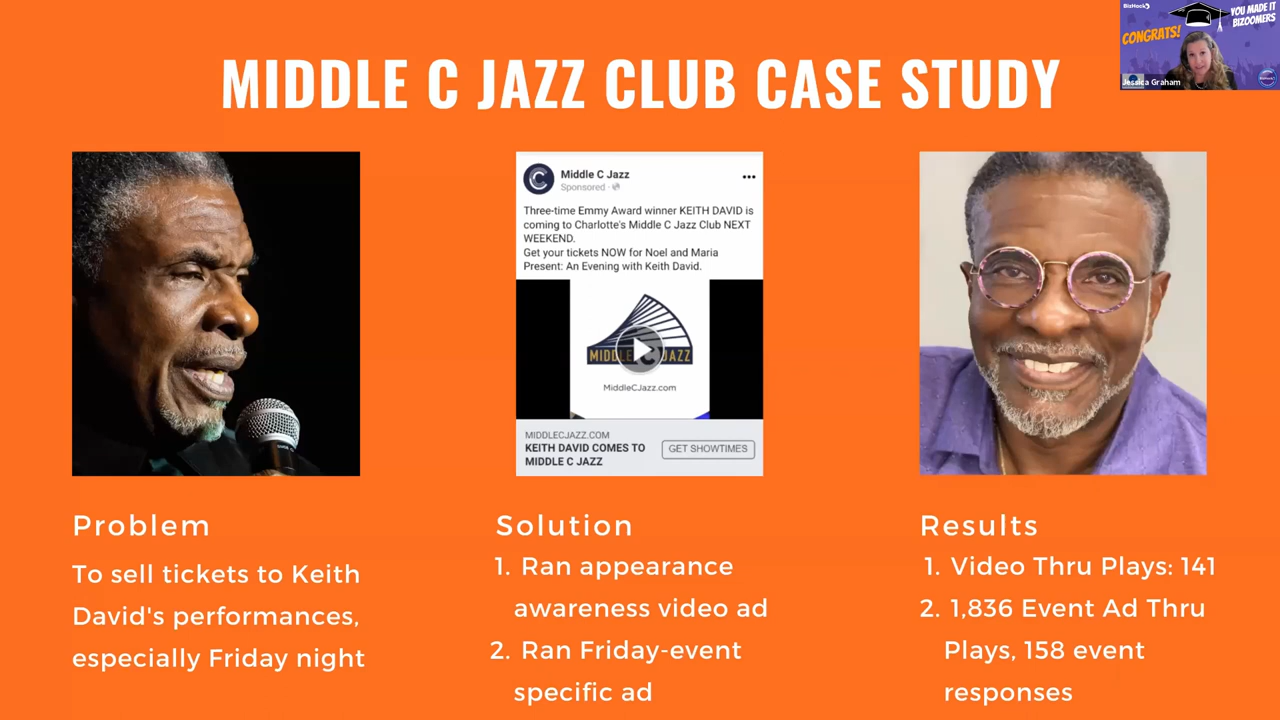 BizHack
YOU MADE IT
BIZOOMERS
CONGRATS!
Jessica Graham
MIDDLE C JAZZ CLUB CASE STUDY
Middle C Jazz
Sponsored
Three-time Emmy Award winner KEITH DAVID is
coming to Charlotte's Middle C Jazz Club NEXT
WEEKEND.
Get your tickets NOW for Noel and Maria
Present: An Evening with Keith David.
MIDDLE C JAZZ
MiddleCJazz.com
MIDDLECJAZZ.COM
KEITH DAVID COMES TO
MIDDLE C JAZZ
GET SHOWTIMES
Problem
To sell tickets to Keith
David's performances,
especially Friday night
Solution
1. Ran appearance
awareness video ad
2. Ran Friday-event
specific ad
Results
1. Video Thru Plays: 141
2. 1,836 Event Ad Thru
Plays, 158 event
responses